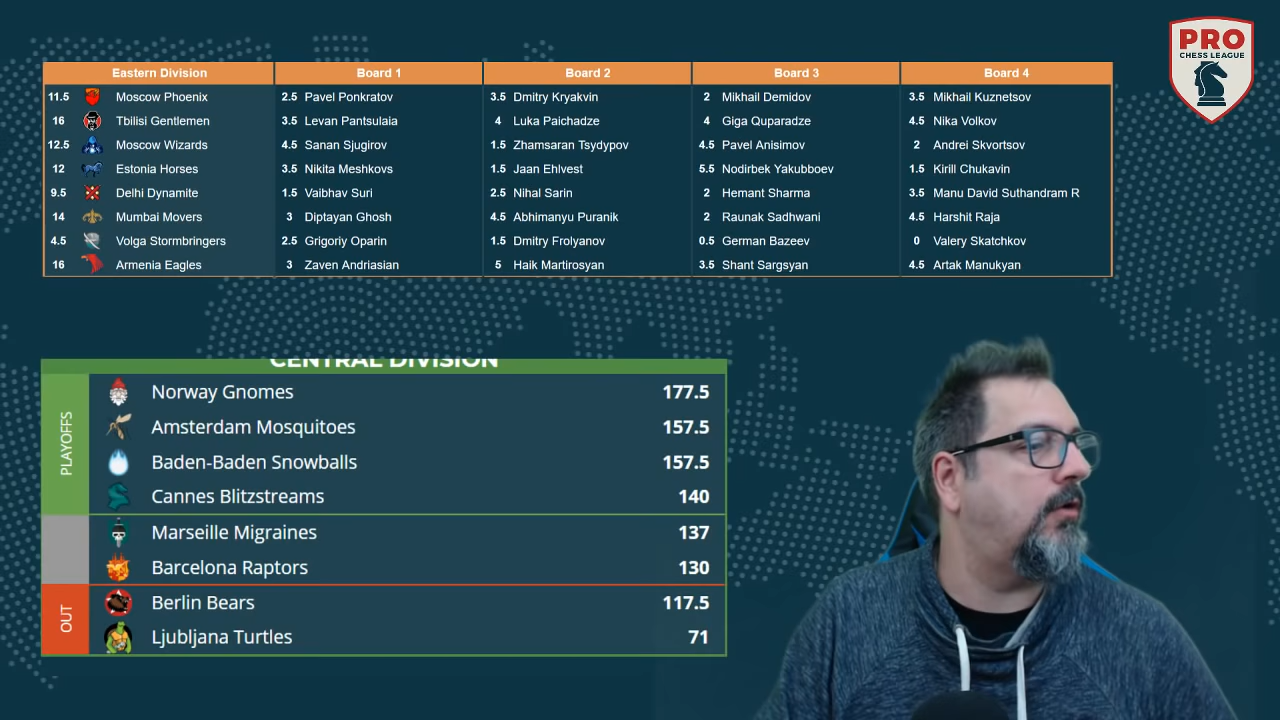 PRO
CHESS LEAGUE
Eastern Division Board 1 Board 2 Board 3 Board 4
11.5 Moscow Phoenix 2.5 Pavel Ponkratov 3.5 Dmitry Kryakvin 2 Mikhail Demidov 3.5 Mikhail Kuznetsov
16 Tbilisi Gentlemen 3.5 Levan Pantsulaia 4 Luka Paichadze 4 Giga Quparadze 4.5 Nika Volkov
12.5 Moscow Wizards 4.5 Sanan Sjugirov 1.5 Zhamsaran Tsydypov 4.5 Pavel Anisimov 2 Andrei Skvortsov
12 Estonia Horses 3.5 Nikita Meshkovs 1.5 Jaan Ehlvest 5.5 Nodirbek Yakubboev 1.5 Kirill Chukavin
9.5 Delhi Dynamite 1.5 Vaibhav Suri 2.5 Nihal Sarin 2 Hemant Sharma 3.5 Manu David Suthandram R
14 Mumbai Movers 3 Diptayan Ghosh 4.5 Abhimanyu Puranik 2 Raunak Sadhwani 4.5 Harshit Raja
4.5 Volga Stormbringers 2.5 Grigoriy Oparin 1.5 Dmitry Frolyanov 0.5 German Bazeev 0 Valery Skatchkov
16 Armenia Eagles 3 Zaven Andriasian 5 Haik Martirosyan 3.5 Shant Sargsyan 4.5 Artak Manukyan
CENTRAL DIVISION
PLAYOFFS
Norway Gnomes 177.5
Amsterdam Mosquitoes 157.5
Baden-Baden Snowballs 157.5
Cannes Blitzstreams 140
Marseille Migraines 137
Barcelona Raptors 130
OUT
Berlin Bears 117.5
Ljubljana Turtles 71